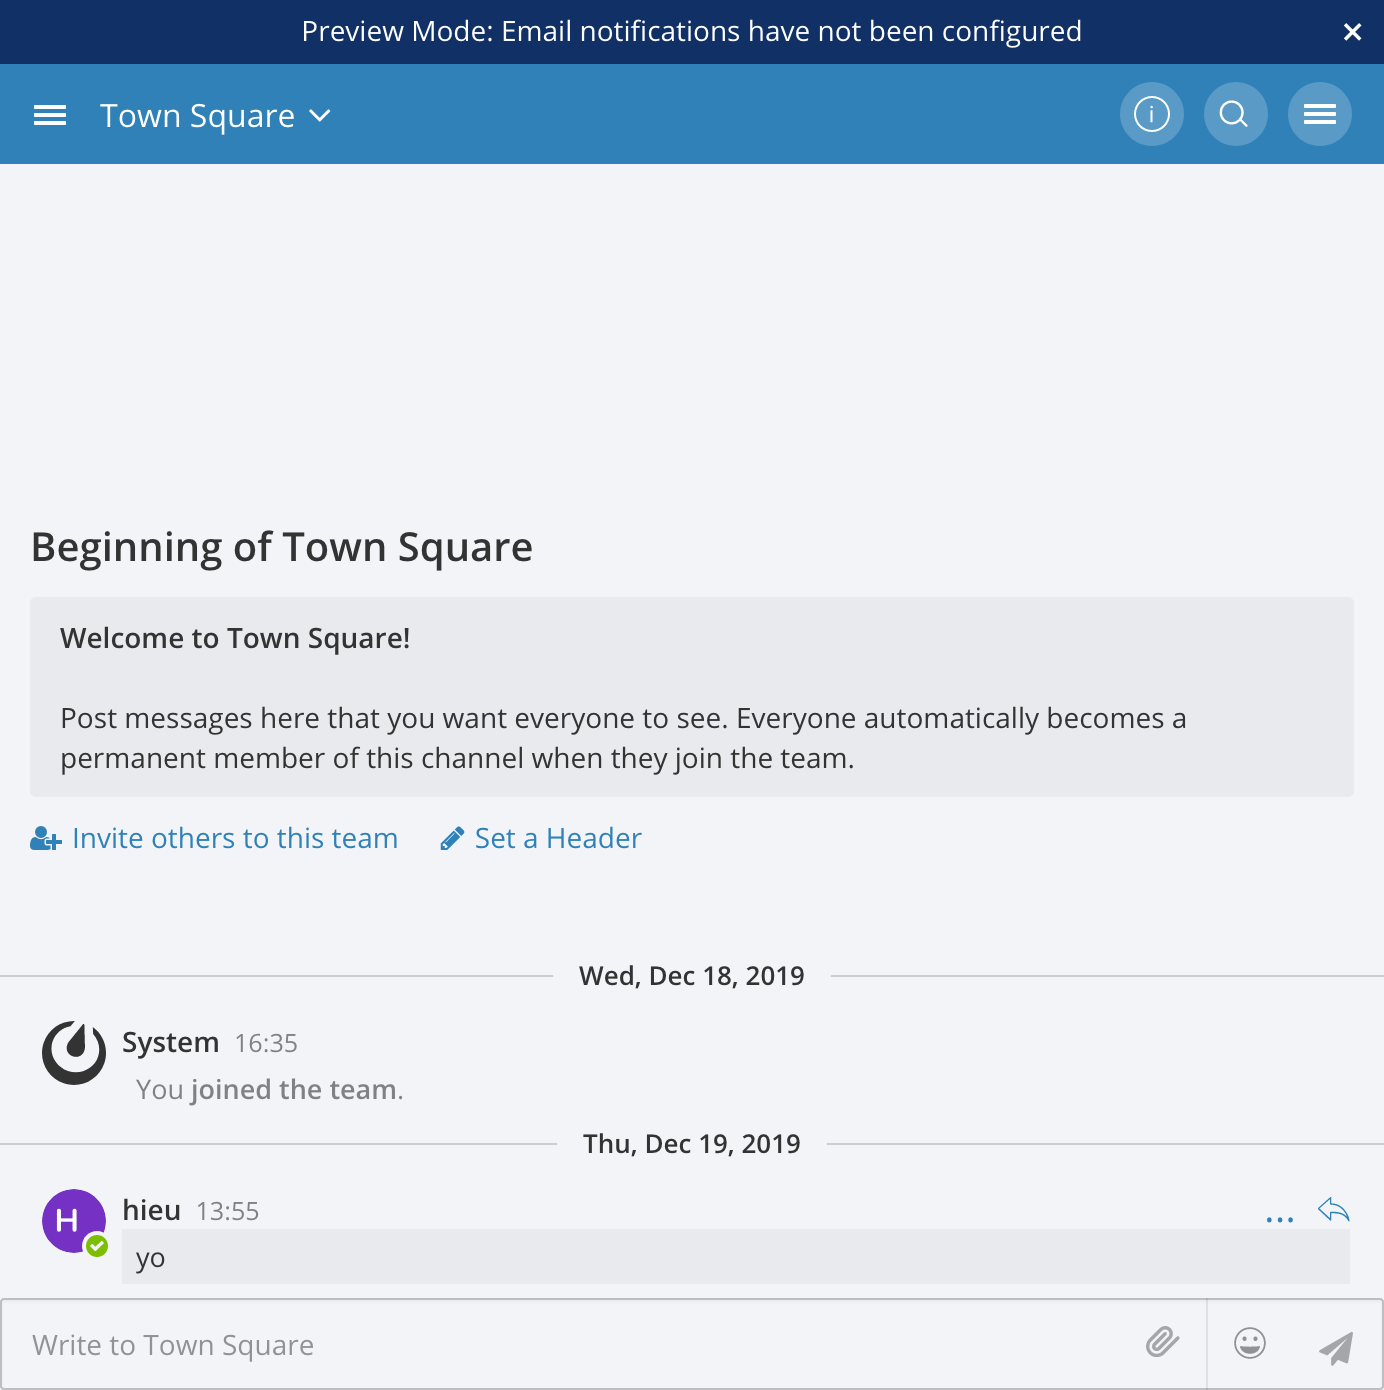 Preview Mode: Email notifications have not been configured
Town Square
Beginning of Town Square
Welcome to Town Square!
Post messages here that you want everyone to see. Everyone automatically becomes a
permanent member of this channel when they join the team.
Invite others to this team Set a Header
Wed, Dec 18, 2019
System 16:35
You joined the team.
Thu, Dec 19, 2019
H
hieu 13:55
yo
Write to Town Square